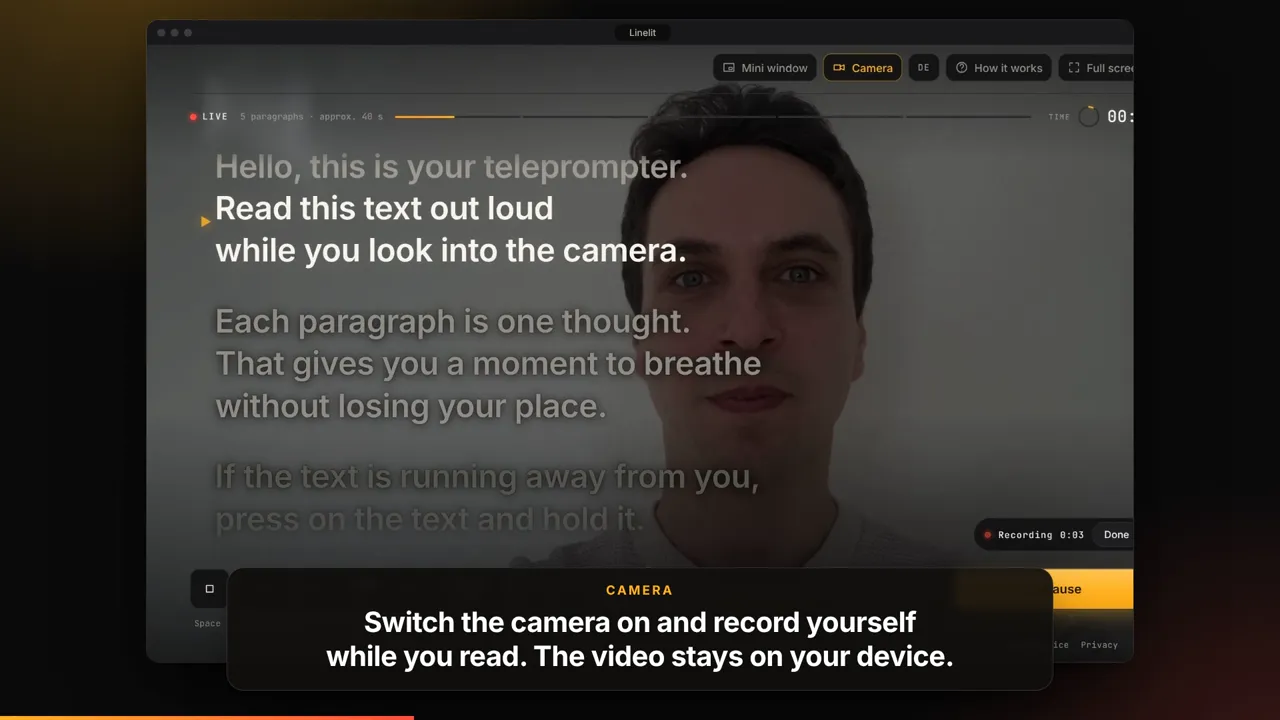 Linelit
Mini window
Camera
DE
How it works
Full scree
LIVE 5 paragraphs · approx. 40 s
TIME 00:
Hello, this is your teleprompter.
Read this text out loud
while you look into the camera.
Each paragraph is one thought.
That gives you a moment to breathe
without losing your place.
If the text is running away from you,
press on the text and hold it.
Recording 0:03 Done
ause
Space
CAMERA
Switch the camera on and record yourself
while you read. The video stays on your device.
ice Privacy